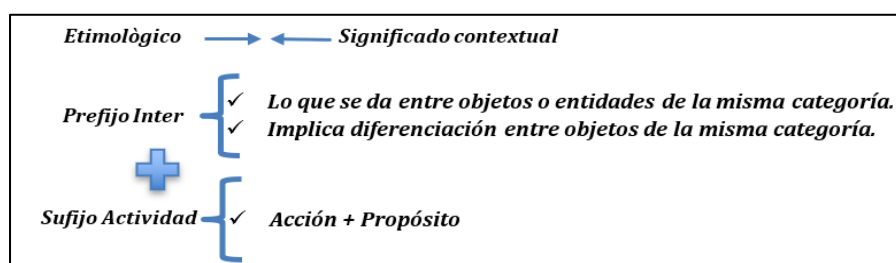 Etimològico Significado contextual
Lo que se da entre objetos o entidades de la misma categoría.
Prefijo Inter
Implica diferenciación entre objetos de la misma categoría.
Sufijo Actividad Acción + Propósito